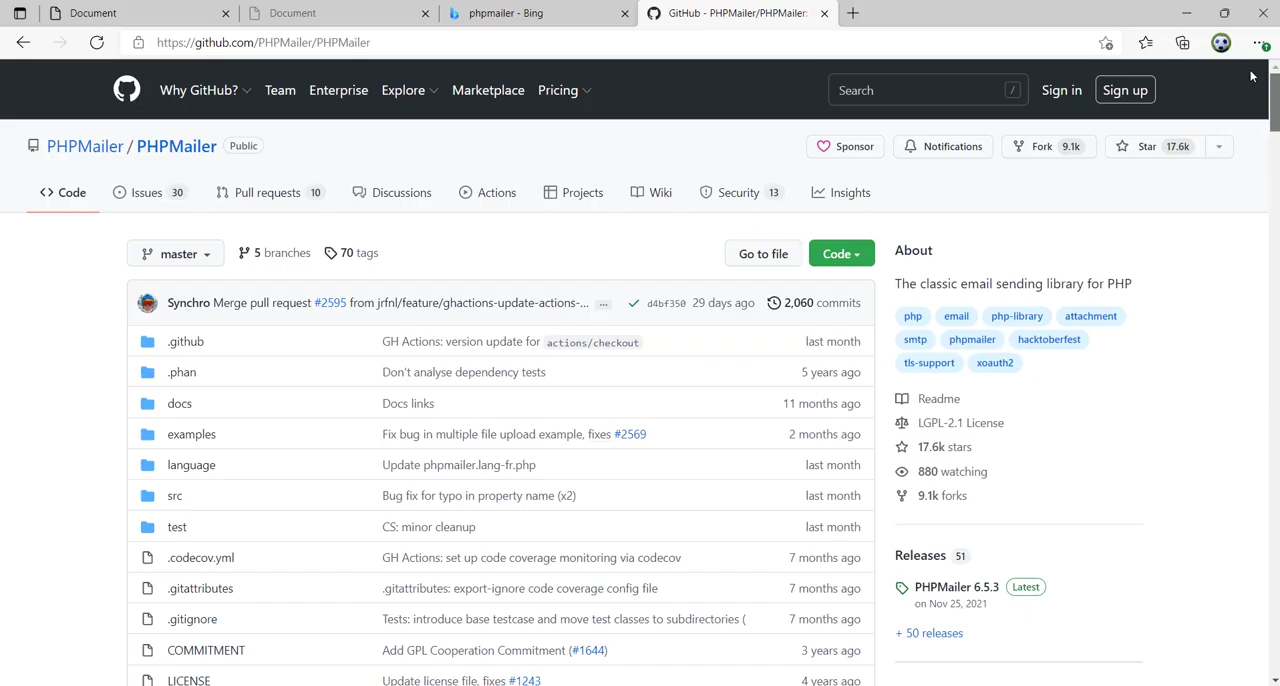 Document
Document
phpmailer - Bing
GitHub - PHPMailer/PHPMailer:
https://github.com/PHPMailer/PHPMailer
Why GitHub? Team Enterprise Explore Marketplace Pricing Search / Sign in Sign up
PHPMailer / PHPMailer Public
Sponsor Notifications Fork 9.1k Star 17.6k
Code Issues 30 Pull requests 10 Discussions Actions Projects Wiki Security 13 Insights
master 5 branches 70 tags Go to file Code
Synchro Merge pull request #2595 from jrfnl/feature/ghactions-update-actions-... ... d4bf350 29 days ago 2,060 commits
.github GH Actions: version update for actions/checkout last month
.phan Don't analyse dependency tests 5 years ago
docs Docs links 11 months ago
examples Fix bug in multiple file upload example, fixes #2569 2 months ago
language Update phpmailer.lang-fr.php last month
src Bug fix for typo in property name (x2) last month
test CS: minor cleanup last month
.codecov.yml GH Actions: set up code coverage monitoring via codecov 7 months ago
.gitattributes .gitattributes: export-ignore code coverage config file 7 months ago
.gitignore Tests: introduce base testcase and move test classes to subdirectories ( 7 months ago
COMMITMENT Add GPL Cooperation Commitment (#1644) 3 years ago
LICENSE Update license file, fixes #1243 4 years ago
About
The classic email sending library for PHP
php email php-library attachment
smtp phpmailer hacktoberfest
tls-support xoauth2
Readme
LGPL-2.1 License
17.6k stars
880 watching
9.1k forks
Releases 51
PHPMailer 6.5.3 Latest
on Nov 25, 2021
+ 50 releases